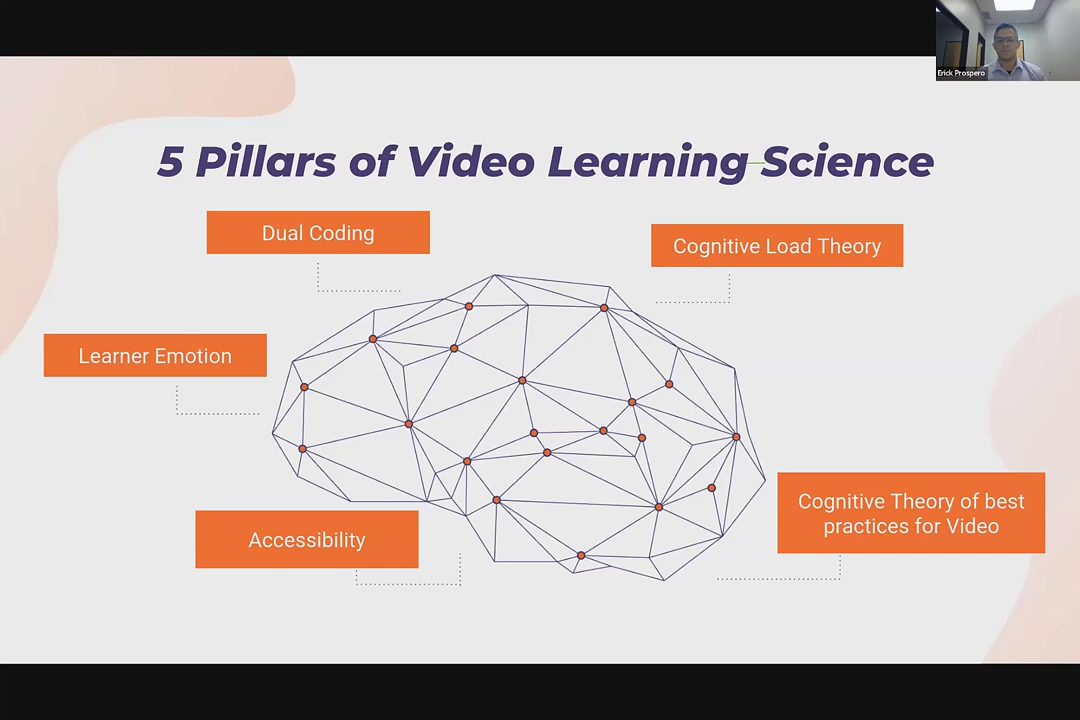 Erick Prospero
5 Pillars of Video Learning Science
Dual Coding
Cognitive Load Theory
Learner Emotion
Cognitive Theory of best
practices for Video
Accessibility